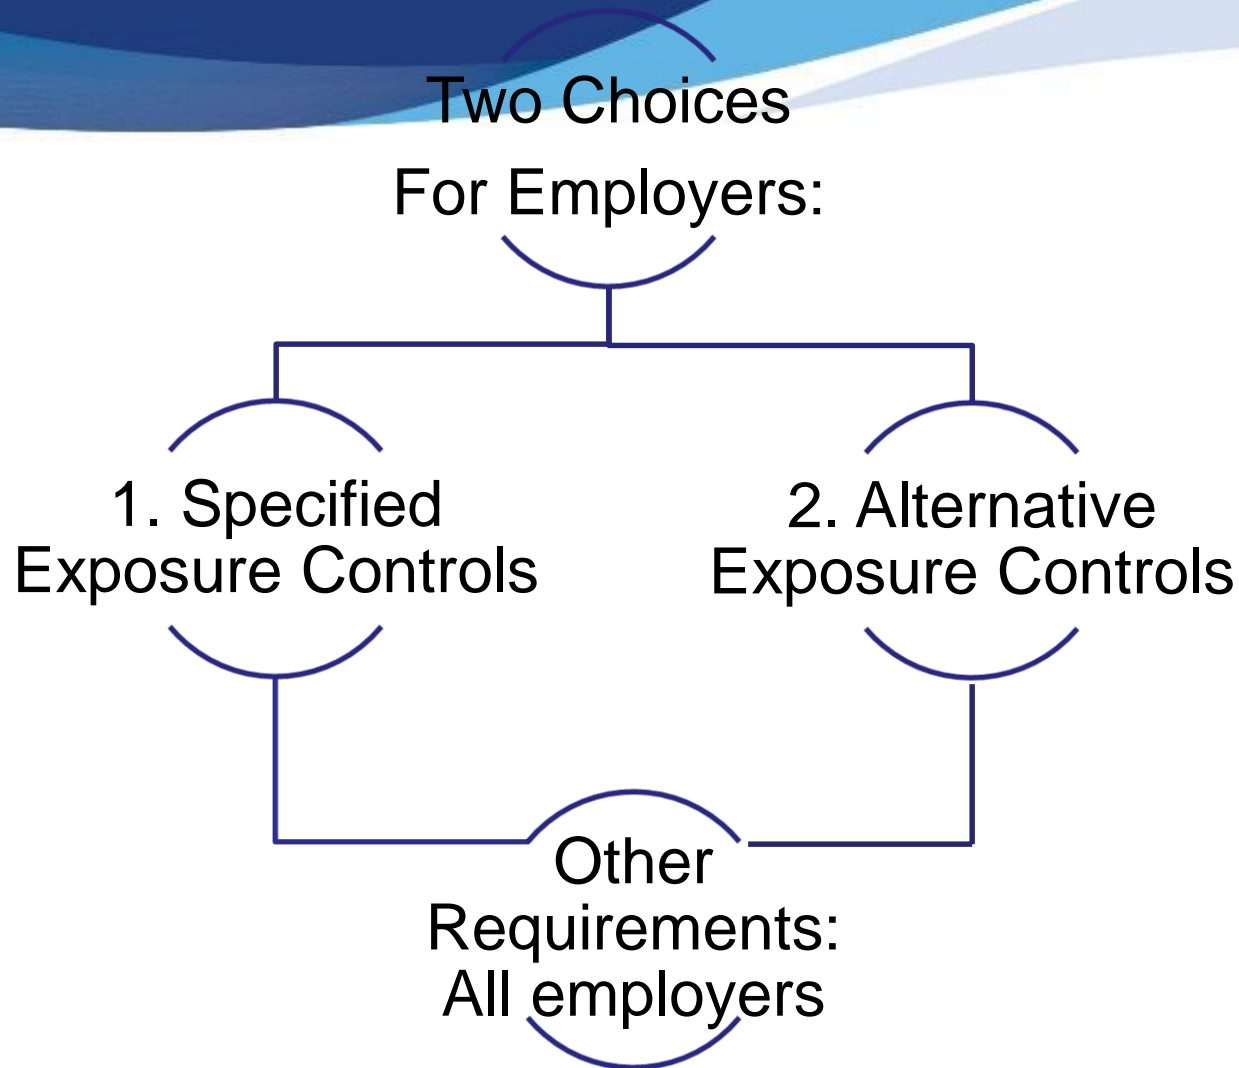 Two Choices
For Employers:
1. Specified
Exposure Controls
2. Alternative
Exposure Controls
Other
Requirements:
All employers